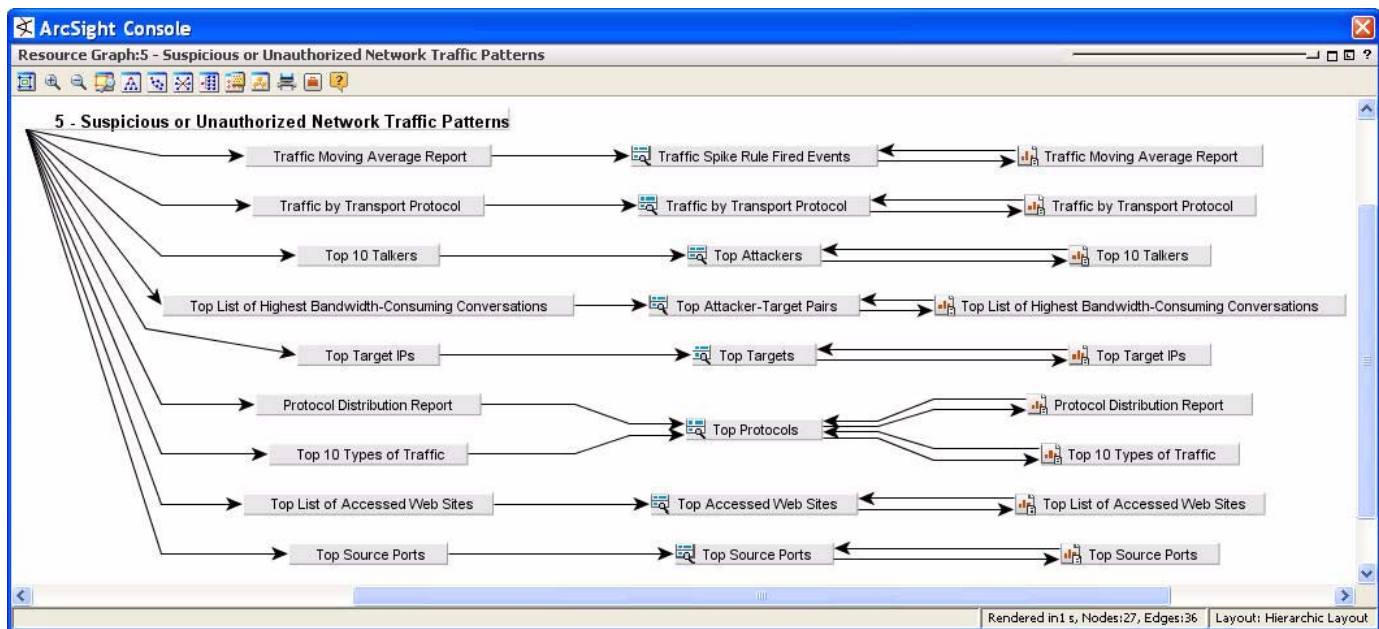 ArcSight Console
Resource Graph:5 - Suspicious or Unauthorized Network Traffic Patterns
5 - Suspicious or Unauthorized Network Traffic Patterns
Traffic Moving Average Report Traffic Spike Rule Fired Events Traffic Moving Average Report
Traffic by Transport Protocol Traffic by Transport Protocol Traffic by Transport Protocol
Top 10 Talkers Top Attackers Top 10 Talkers
Top List of Highest Bandwidth-Consuming Conversations Top Attacker-Target Pairs Top List of Highest Bandwidth-Consuming Conversations
Top Target IPs Top Targets Top Target IPs
Protocol Distribution Report Protocol Distribution Report
Top Protocols
Top 10 Types of Traffic Top 10 Types of Traffic
Top List of Accessed Web Sites Top Accessed Web Sites Top List of Accessed Web Sites
Top Source Ports Top Source Ports Top Source Ports
Rendered in1 s, Nodes:27, Edges:36 Layout: Hierarchic Layout